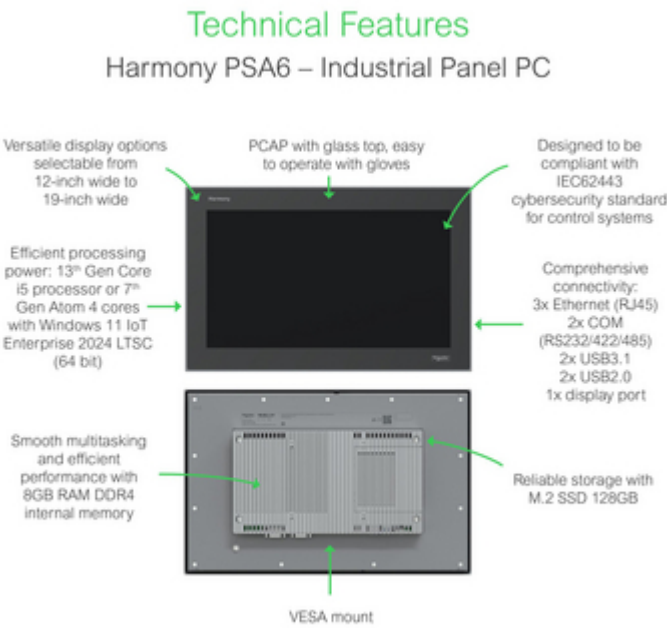 Technical Features
Harmony PSA6 – Industrial Panel PC
Versatile display options
selectable from
12-inch wide to
19-inch wide
PCAP with glass top, easy
to operate with gloves
Designed to be
compliant with
IEC62443
cybersecurity standard
for control systems
Harmony
Efficient processing
power: 13th Gen Core
i5 processor or 7th
Gen Atom 4 cores
with Windows 11 IoT
Enterprise 2024 LTSC
(64 bit)
Comprehensive
connectivity:
3x Ethernet (RJ45)
2x COM
(RS232/422/485)
2x USB3.1
2x USB2.0
1x display port
Smooth multitasking
and efficient
performance with
8GB RAM DDR4
internal memory
Reliable storage with
M.2 SSD 128GB
VESA mount